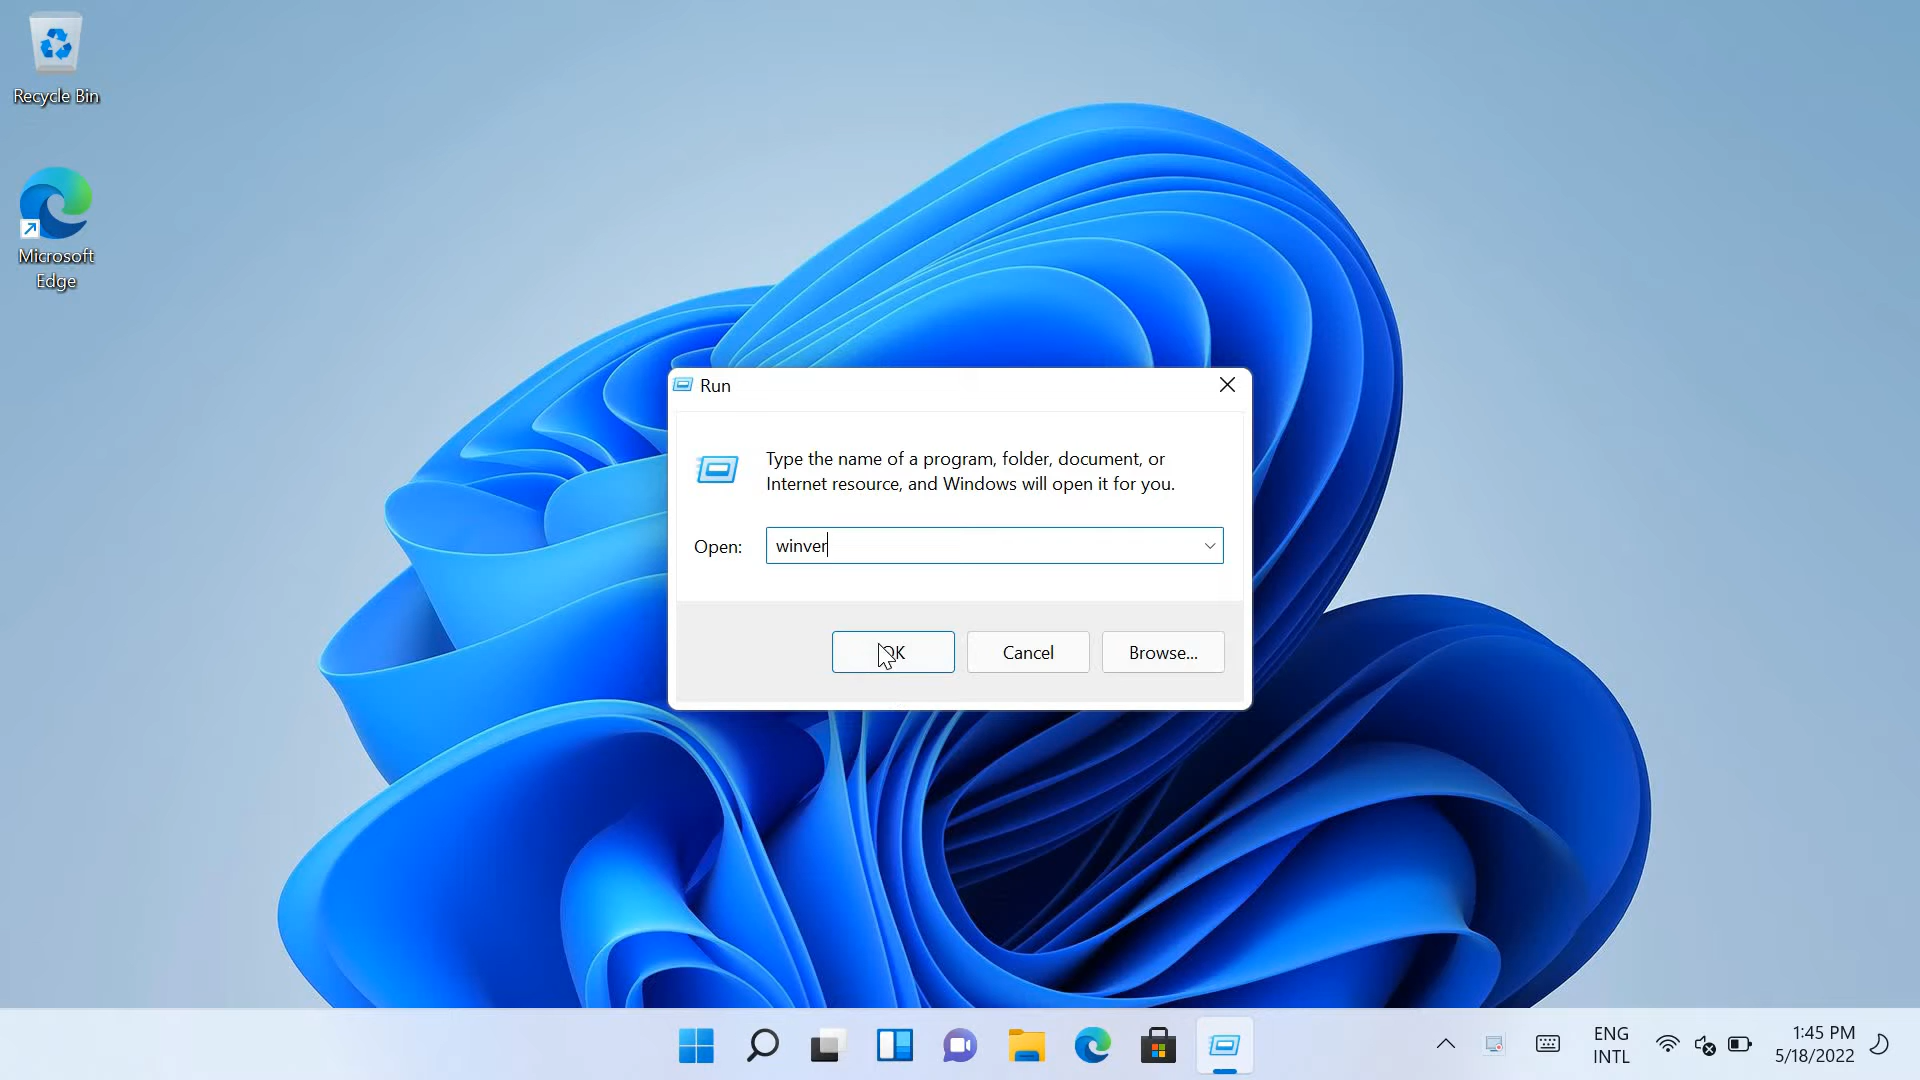 Recycle Bin
Microsoft
Edge
Run
Type the name of a program, folder, document, or
Internet resource, and Windows will open it for you.
Open:
winver
OK
Cancel
Browse...
ENG
INTL
1:45 PM
5/18/2022